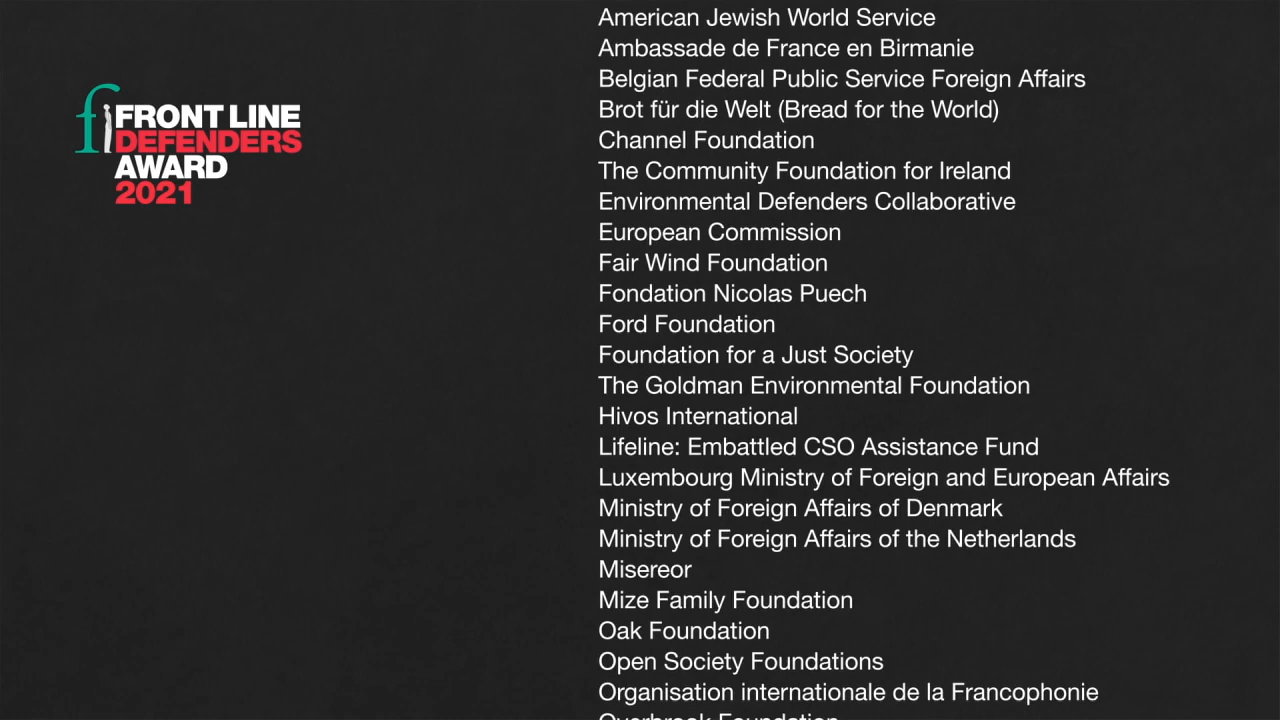 FRONT LINE
DEFENDERS
AWARD
2021
American Jewish World Service
Ambassade de France en Birmanie
Belgian Federal Public Service Foreign Affairs
Brot für die Welt (Bread for the World)
Channel Foundation
The Community Foundation for Ireland
Environmental Defenders Collaborative
European Commission
Fair Wind Foundation
Fondation Nicolas Puech
Ford Foundation
Foundation for a Just Society
The Goldman Environmental Foundation
Hivos International
Lifeline: Embattled CSO Assistance Fund
Luxembourg Ministry of Foreign and European Affairs
Ministry of Foreign Affairs of Denmark
Ministry of Foreign Affairs of the Netherlands
Misereor
Mize Family Foundation
Oak Foundation
Open Society Foundations
Organisation internationale de la Francophonie
Overbrook Foundation